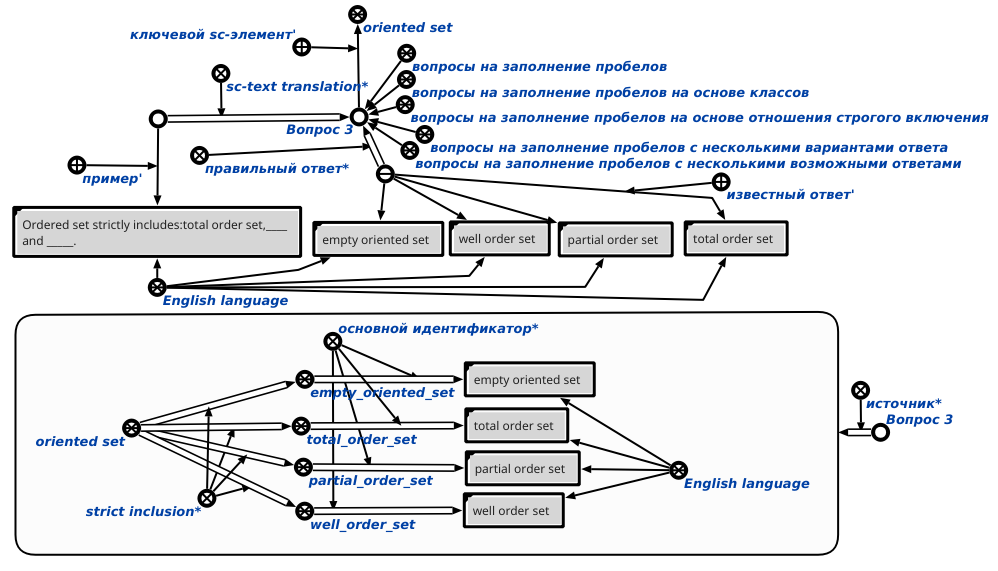 oriented set
ключевой sc-элемент'
вопросы на заполнение пробелов
sc-text translation*
вопросы на заполнение пробелов на основе классов
вопросы на заполнение пробелов на основе отношения строгого включения
Вопрос 3
вопросы на заполнение пробелов с несколькими вариантами ответа
вопросы на заполнение пробелов с несколькими возможными ответами
правильный ответ*
пример'
известный ответ'
Ordered set strictly includes:total order set,____
and _____.
empty oriented set
well order set
partial order set
total order set
English language
основной идентификатор*
empty oriented set
empty_oriented_set
источник*
Вопрос 3
total order set
oriented set
total_order_set
partial order set
partial_order_set
English language
strict inclusion*
well order set
well_order_set